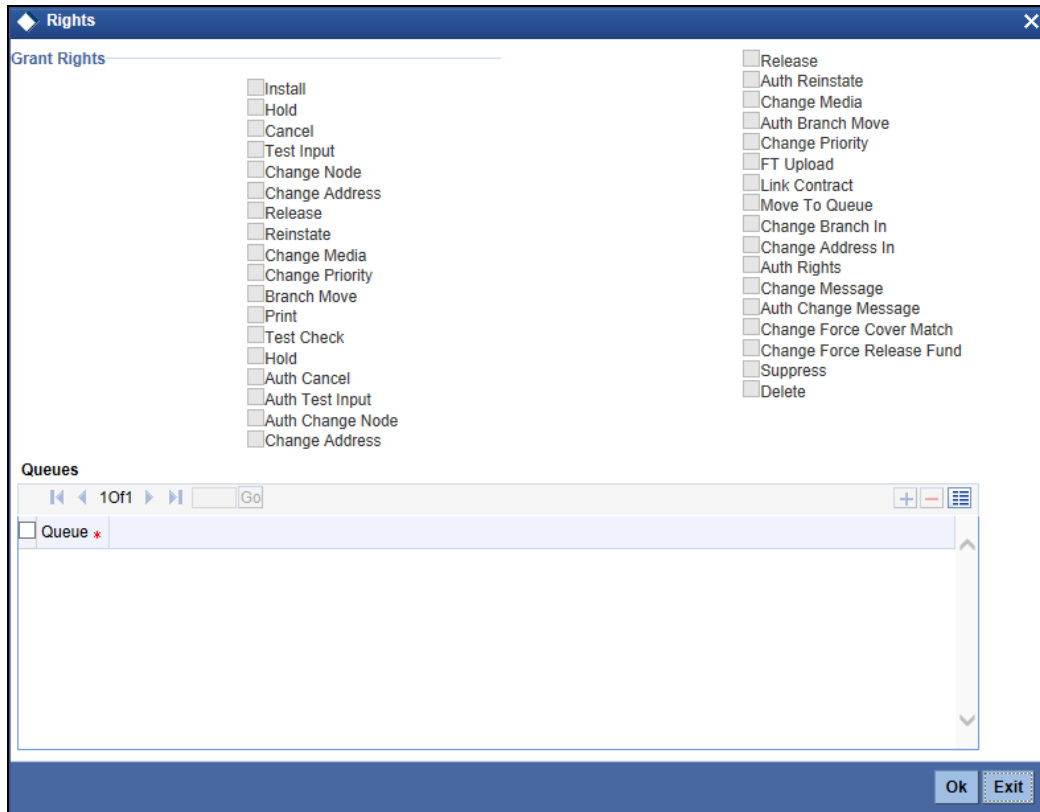 Rights
Grant Rights
Install
Hold
Cancel
Test Input
Change Node
Change Address
Release
Reinstate
Change Media
Change Priority
Branch Move
Print
Test Check
Hold
Auth Cancel
Auth Test Input
Auth Change Node
Change Address
Release
Auth Reinstate
Change Media
Auth Branch Move
Change Priority
FT Upload
Link Contract
Move To Queue
Change Branch In
Change Address In
Auth Rights
Change Message
Auth Change Message
Change Force Cover Match
Change Force Release Fund
Suppress
Delete
Queues
1Of1 Go
Queue *
Ok Exit